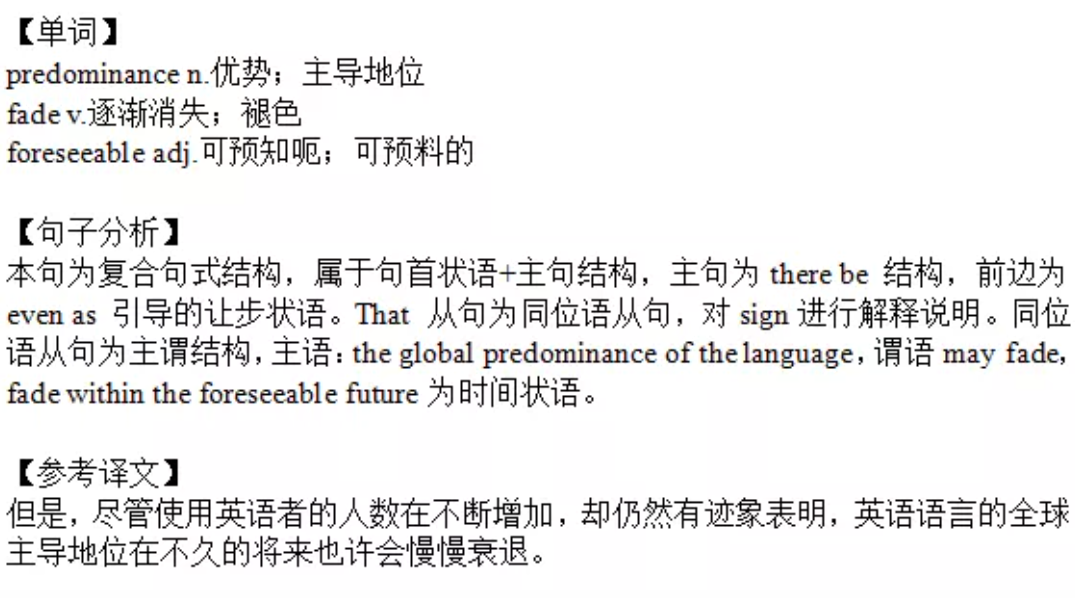 【单词】
predominance n.优势；主导地位
fade v.逐渐消失；褪色
foreseeable adj.可预知呃；可预料的
【句子分析】
本句为复合句式结构，属于句首状语+主句结构，主句为 there be 结构，前边为
even as 引导的让步状语。That 从句为同位语从句，对 sign 进行解释说明。同位
语从句为主谓结构，主语：the global predominance of the language，谓语 may fade，
fade within the foreseeable future 为时间状语。
【参考译文】
但是，尽管使用英语者的人数在不断增加，却仍然有迹象表明，英语语言的全球
主导地位在不久的将来也许会慢慢衰退。